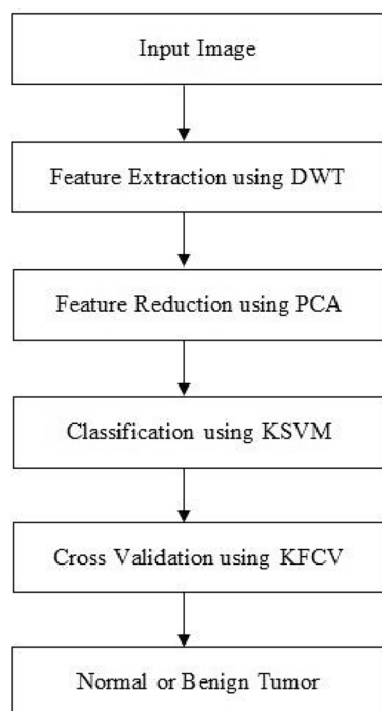 Input Image
Feature Extraction using DWT
Feature Reduction using PCA
Classification using KSVM
Cross Validation using KFCV
Normal or Benign Tumor